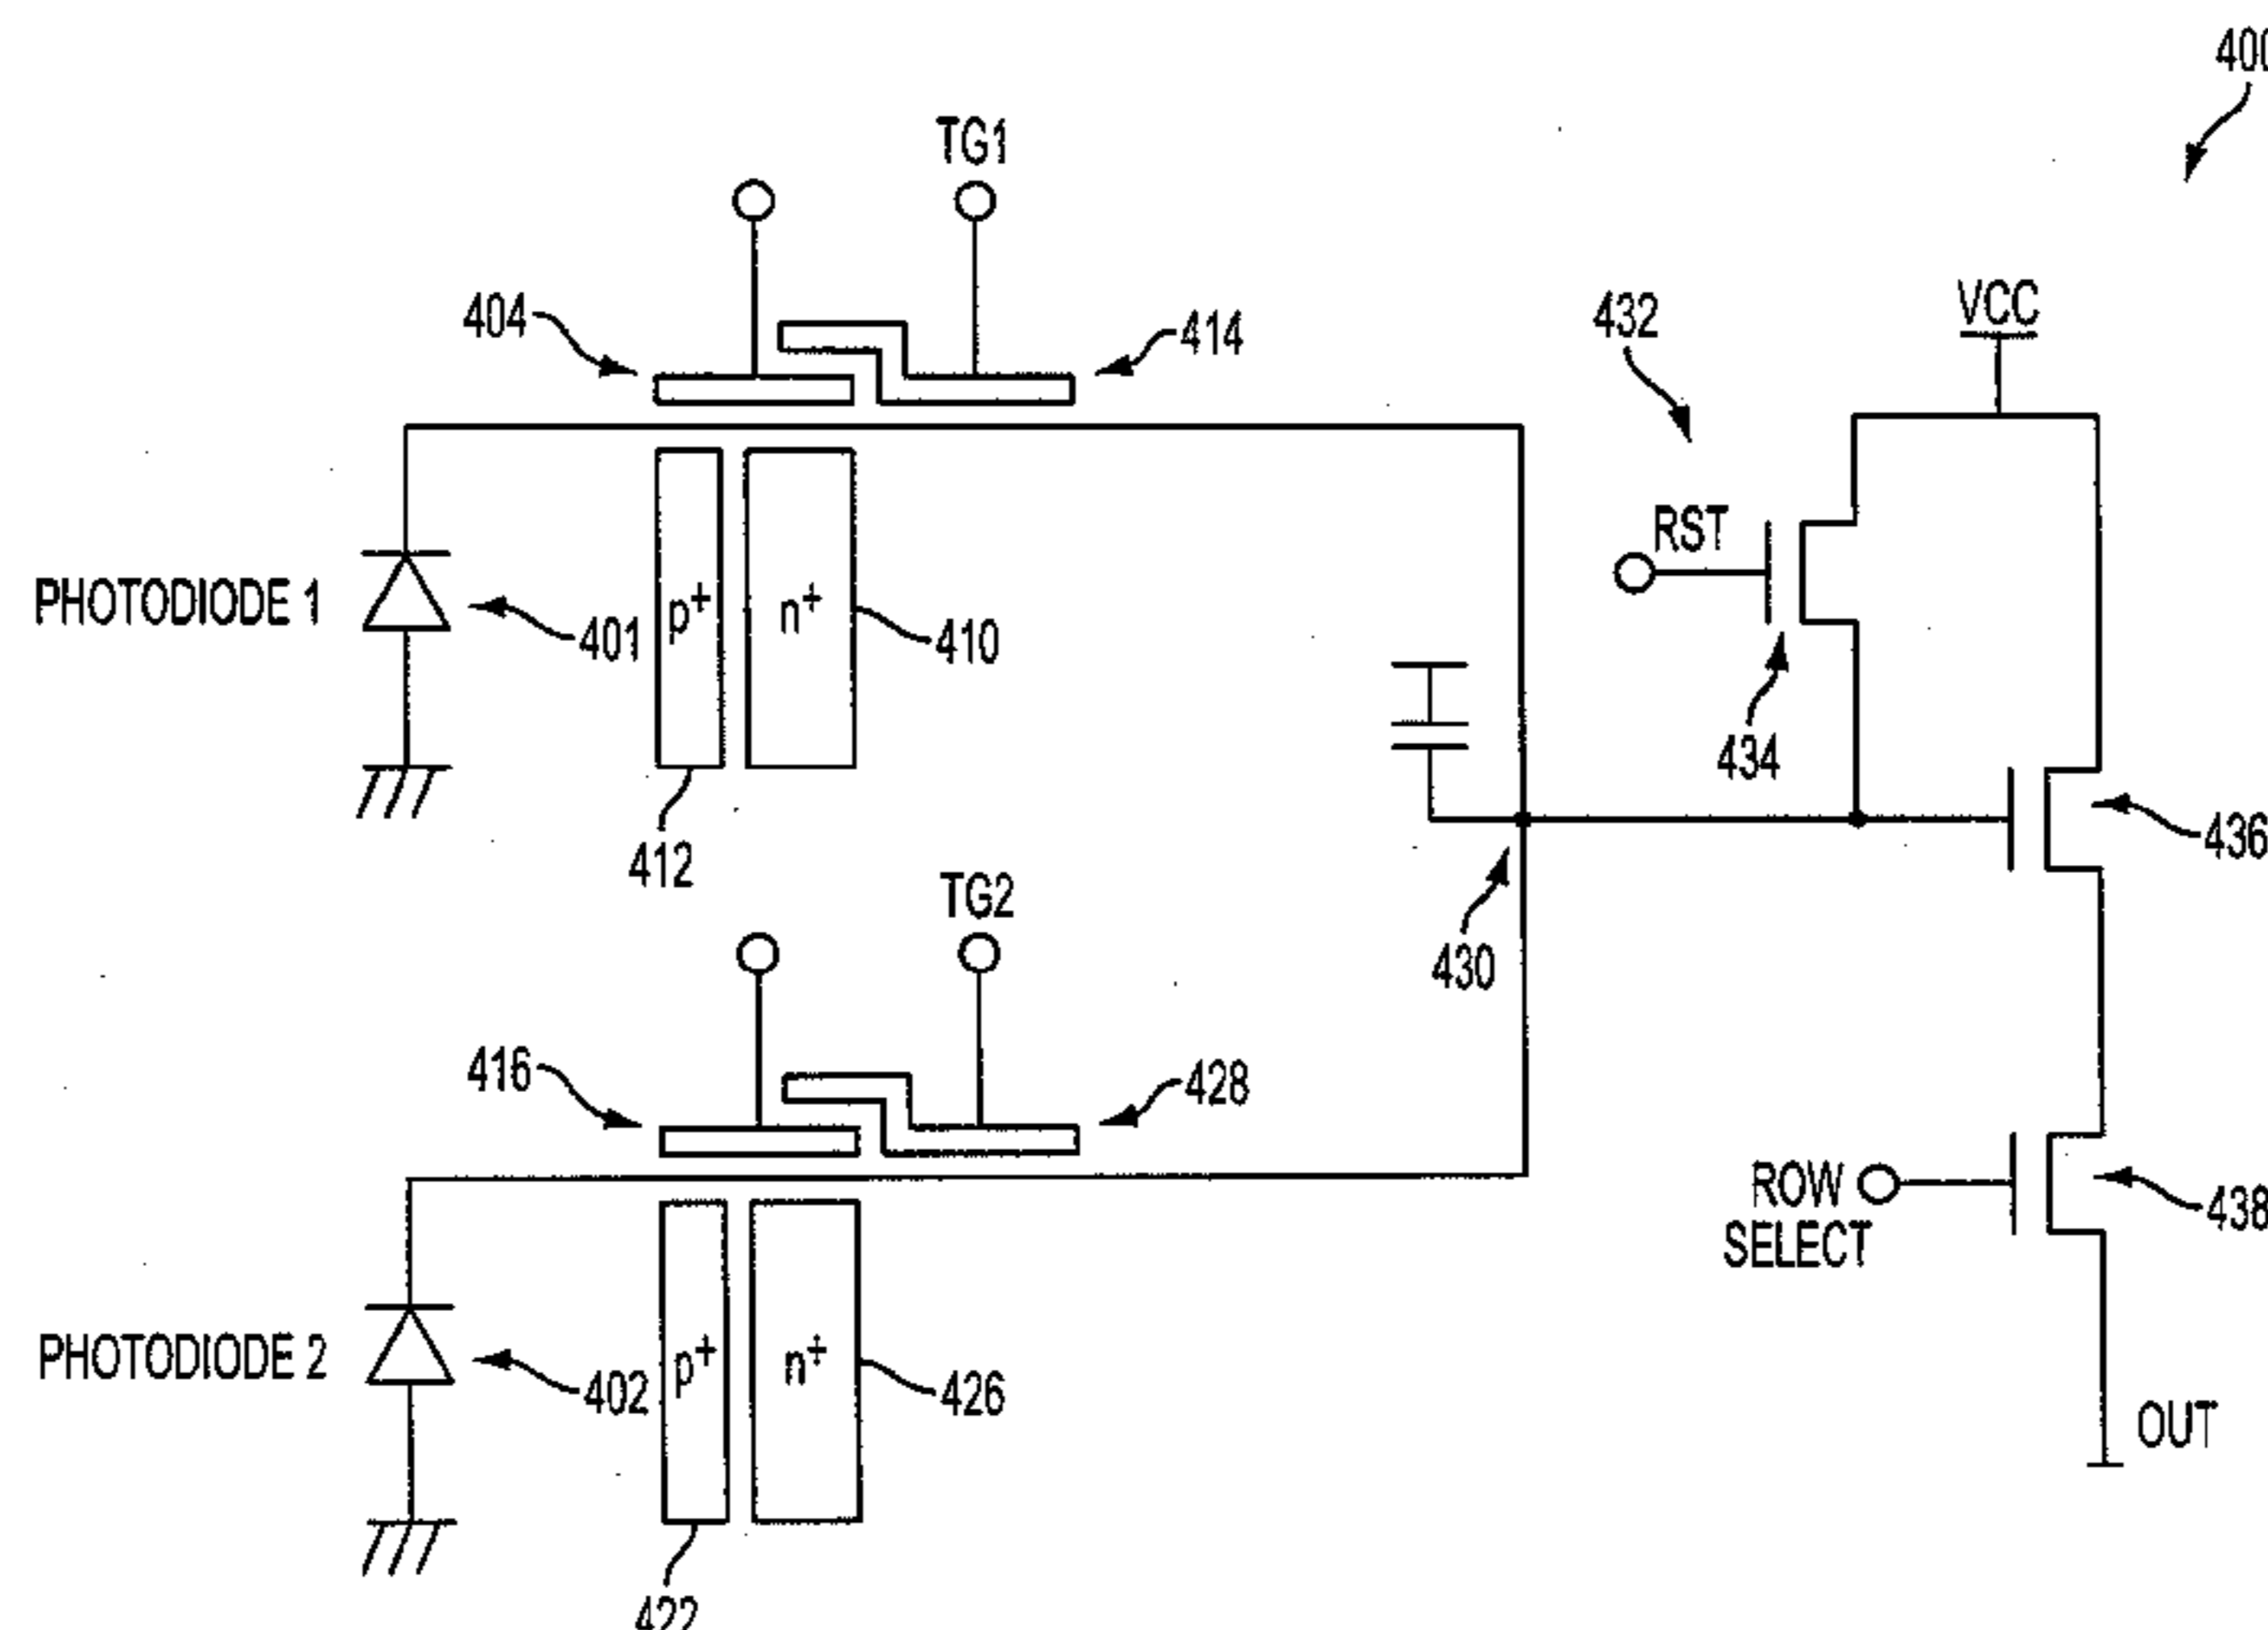 400
TG1
404
414
432
VCC
RST
PHOTODIODE 1
401
p+
n+
410
434
412
436
TG2
430
416
428
ROW
SELECT
438
PHOTODIODE 2
402
p+
n+
426
OUT
422